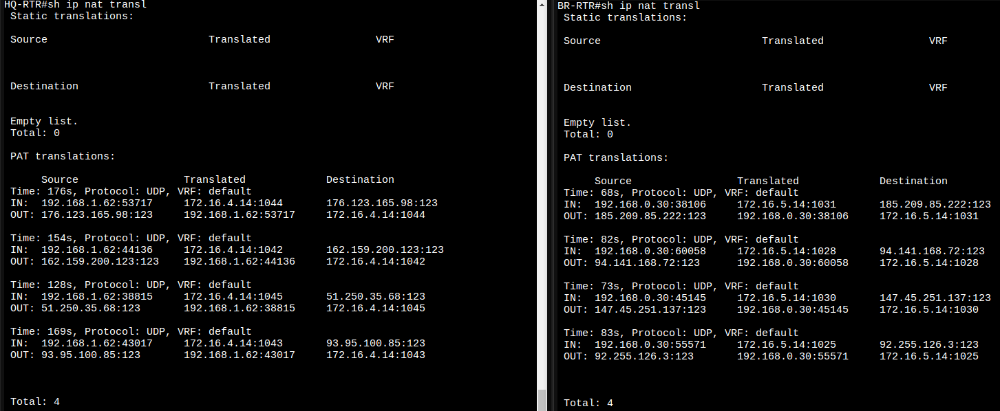 HQ-RTR#sh ip nat transl
Static translations:
Source Translated VRF
Destination Translated VRF
Empty list.
Total: 0
PAT translations:
Source Translated Destination
Time: 176s, Protocol: UDP, VRF: default
IN: 192.168.1.62:53717 172.16.4.14:1044 176.123.165.98:123
OUT: 176.123.165.98:123 192.168.1.62:53717 172.16.4.14:1044
Time: 154s, Protocol: UDP, VRF: default
IN: 192.168.1.62:44136 172.16.4.14:1042 162.159.200.123:123
OUT: 162.159.200.123:123 192.168.1.62:44136 172.16.4.14:1042
Time: 128s, Protocol: UDP, VRF: default
IN: 192.168.1.62:38815 172.16.4.14:1045 51.250.35.68:123
OUT: 51.250.35.68:123 192.168.1.62:38815 172.16.4.14:1045
Time: 169s, Protocol: UDP, VRF: default
IN: 192.168.1.62:43017 172.16.4.14:1043 93.95.100.85:123
OUT: 93.95.100.85:123 192.168.1.62:43017 172.16.4.14:1043
Total: 4
BR-RTR#sh ip nat transl
Static translations:
Source Translated VRF
Destination Translated VRF
Empty list.
Total: 0
PAT translations:
Source Translated Destination
Time: 68s, Protocol: UDP, VRF: default
IN: 192.168.0.30:38106 172.16.5.14:1031 185.209.85.222:123
OUT: 185.209.85.222:123 192.168.0.30:38106 172.16.5.14:1031
Time: 82s, Protocol: UDP, VRF: default
IN: 192.168.0.30:60058 172.16.5.14:1028 94.141.168.72:123
OUT: 94.141.168.72:123 192.168.0.30:60058 172.16.5.14:1028
Time: 73s, Protocol: UDP, VRF: default
IN: 192.168.0.30:45145 172.16.5.14:1030 147.45.251.137:123
OUT: 147.45.251.137:123 192.168.0.30:45145 172.16.5.14:1030
Time: 83s, Protocol: UDP, VRF: default
IN: 192.168.0.30:55571 172.16.5.14:1025 92.255.126.3:123
OUT: 92.255.126.3:123 192.168.0.30:55571 172.16.5.14:1025
Total: 4